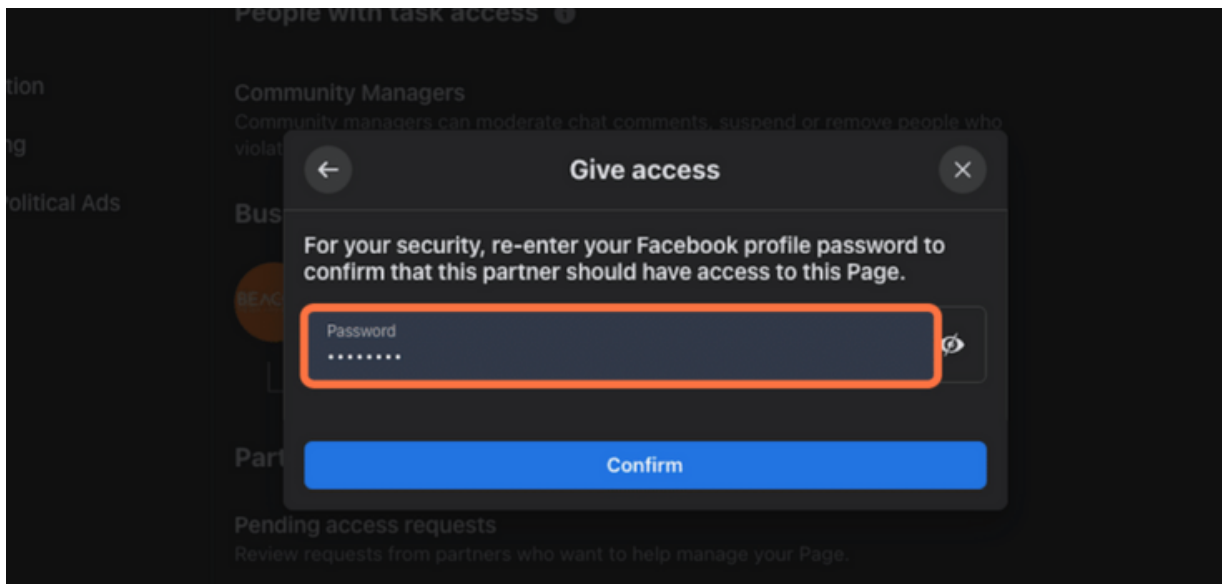 People with task access
tion
Community Managers
Community managers can moderate chat comments, suspend or remove people who
ng
violat
Give access
olitical Ads
Bus
For your security, re-enter your Facebook profile password to
confirm that this partner should have access to this Page.
BEAG
Password
••••••••
Part
Confirm
Pending access requests
Review requests from partners who want to help manage your Page.